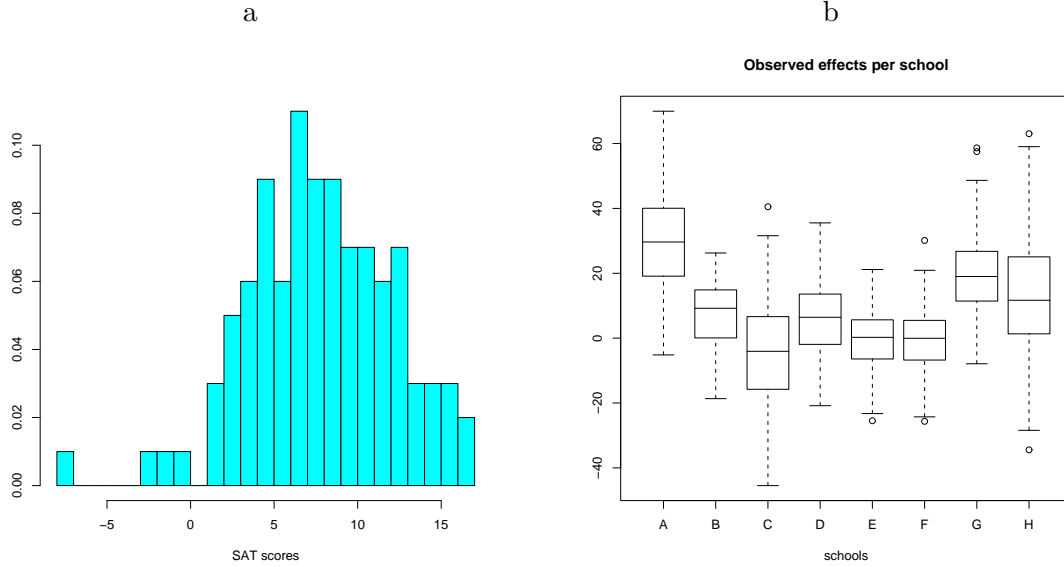 a
b
Observed effects per school
0.00 0.02 0.04 0.06 0.08 0.10
−5 0 5 10 15
SAT scores
−40 −20 0 20 40 60
A B C D E F G H
schools